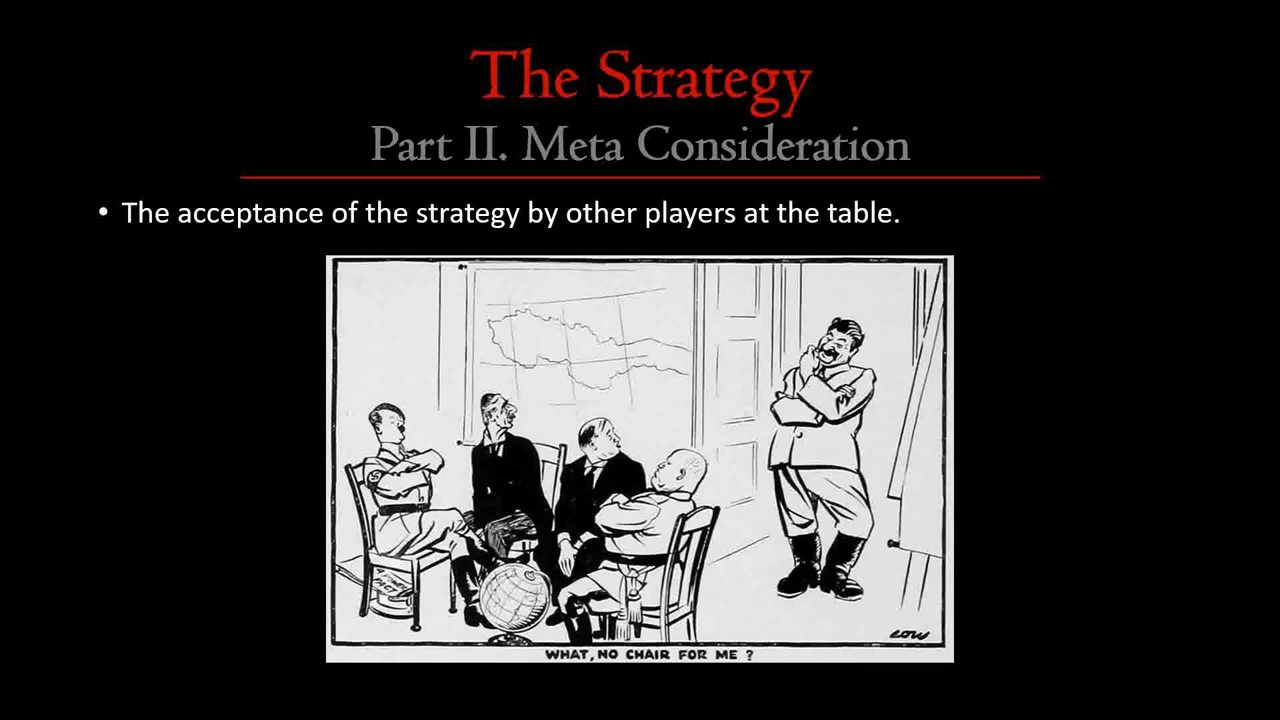 The Strategy
Part II. Meta Consideration
• The acceptance of the strategy by other players at the table.
LOW
WHAT, NO CHAIR FOR ME ?